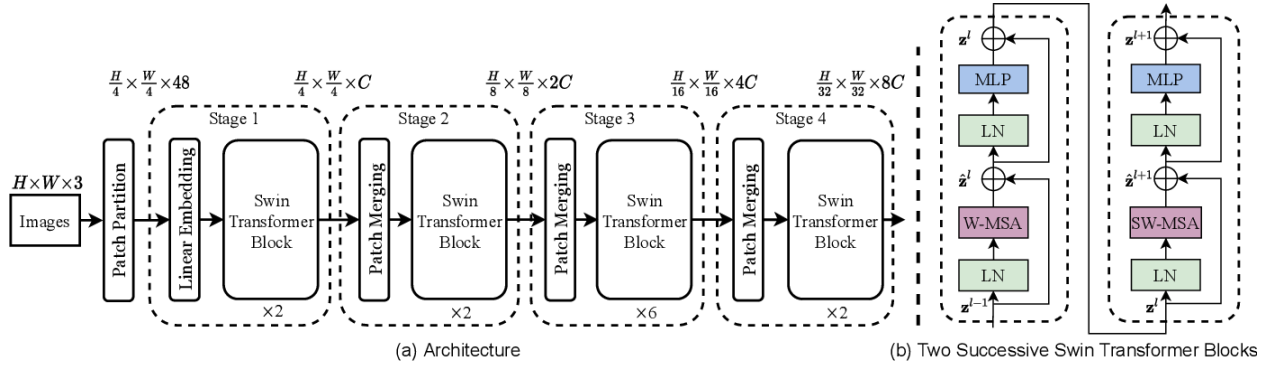 H/4 × W/4 × 48
H/4 × W/4 × C
H/8 × W/8 × 2C
H/16 × W/16 × 4C
H/32 × W/32 × 8C
Stage 1
Stage 2
Stage 3
Stage 4
H×W×3
Images
Patch Partition
Linear Embedding
Swin
Transformer
Block
×2
Patch Merging
Swin
Transformer
Block
×2
Patch Merging
Swin
Transformer
Block
×6
Patch Merging
Swin
Transformer
Block
×2
(a) Architecture
z^l
MLP
LN
ẑ^l
W-MSA
LN
z^{l-1}
z^{l+1}
MLP
LN
ẑ^{l+1}
SW-MSA
LN
z^l
(b) Two Successive Swin Transformer Blocks